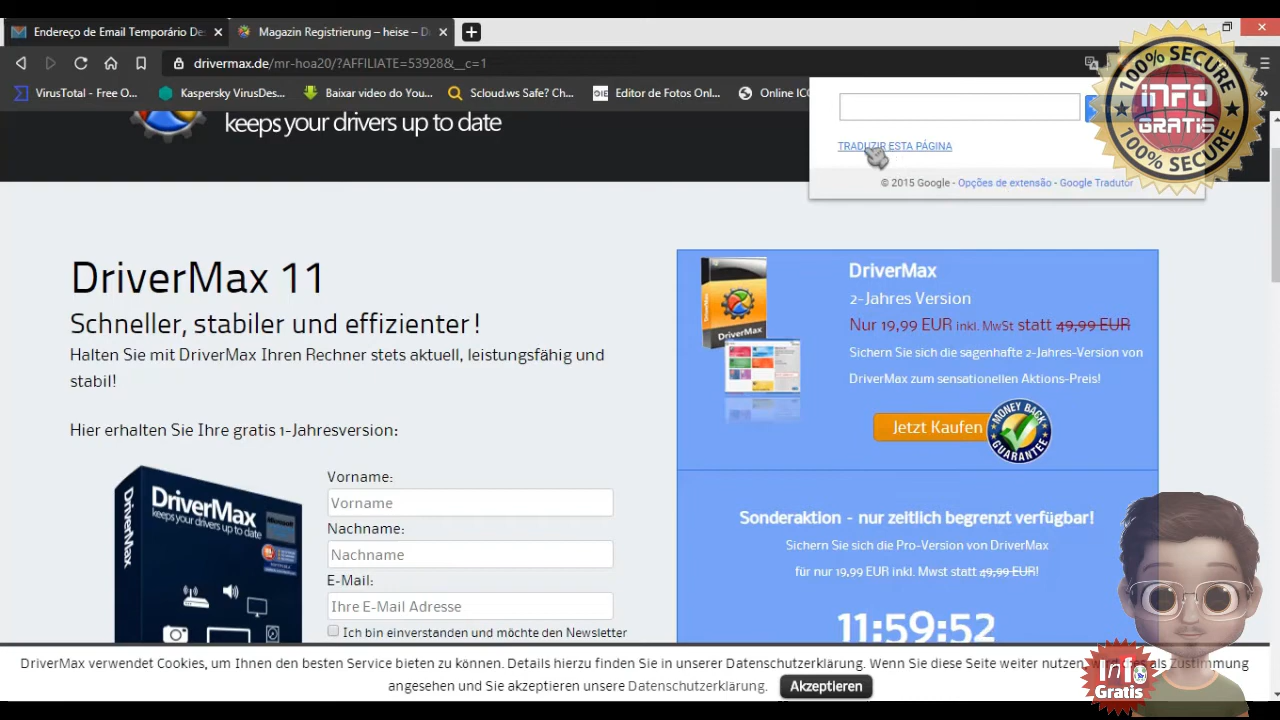 Endereço de Email Temporário De
Magazin Registrierung – heise – D
drivermax.de/mr-hoa20/?AFFILIATE=53928&__c=1
VirusTotal - Free O...
Kaspersky VirusDes...
Baixar video do You...
Scloud.ws Safe? Ch...
Editor de Fotos Onl...
Online ICO
100% SECURE
INFO
GRATIS
100% SECURE
keeps your drivers up to date
TRADUZIR ESTA PÁGINA
© 2015 Google - Opções de extensão - Google Tradutor
DriverMax 11
Schneller, stabiler und effizienter!
Halten Sie mit DriverMax Ihren Rechner stets aktuell, leistungsfähig und
stabil!
Hier erhalten Sie Ihre gratis 1-Jahresversion:
DriverMax
keeps your drivers up to date
DriverMax
Microsoft
Vorname:
Vorname
Nachname:
Nachname
E-Mail:
Ihre E-Mail Adresse
Ich bin einverstanden und möchte den Newsletter
DriverMax
DriverMax
DriverMax
2-Jahres Version
Nur 19,99 EUR inkl. MwSt statt 49,99 EUR
Sichern Sie sich die sagenhafte 2-Jahres-Version von
DriverMax zum sensationellen Aktions-Preis!
Jetzt Kaufen
MONEY BACK
GUARANTEE
Sonderaktion - nur zeitlich begrenzt verfügbar!
Sichern Sie sich die Pro-Version von DriverMax
für nur 19,99 EUR inkl. Mwst statt 49,99 EUR!
11:59:52
DriverMax verwendet Cookies, um Ihnen den besten Service bieten zu können. Details hierzu finden Sie in unserer Datenschutzerklärung. Wenn Sie diese Seite weiter nutzen, als Zustimmung
angesehen und Sie akzeptieren unsere Datenschutzerklärung.
Akzeptieren
Info
Gratis